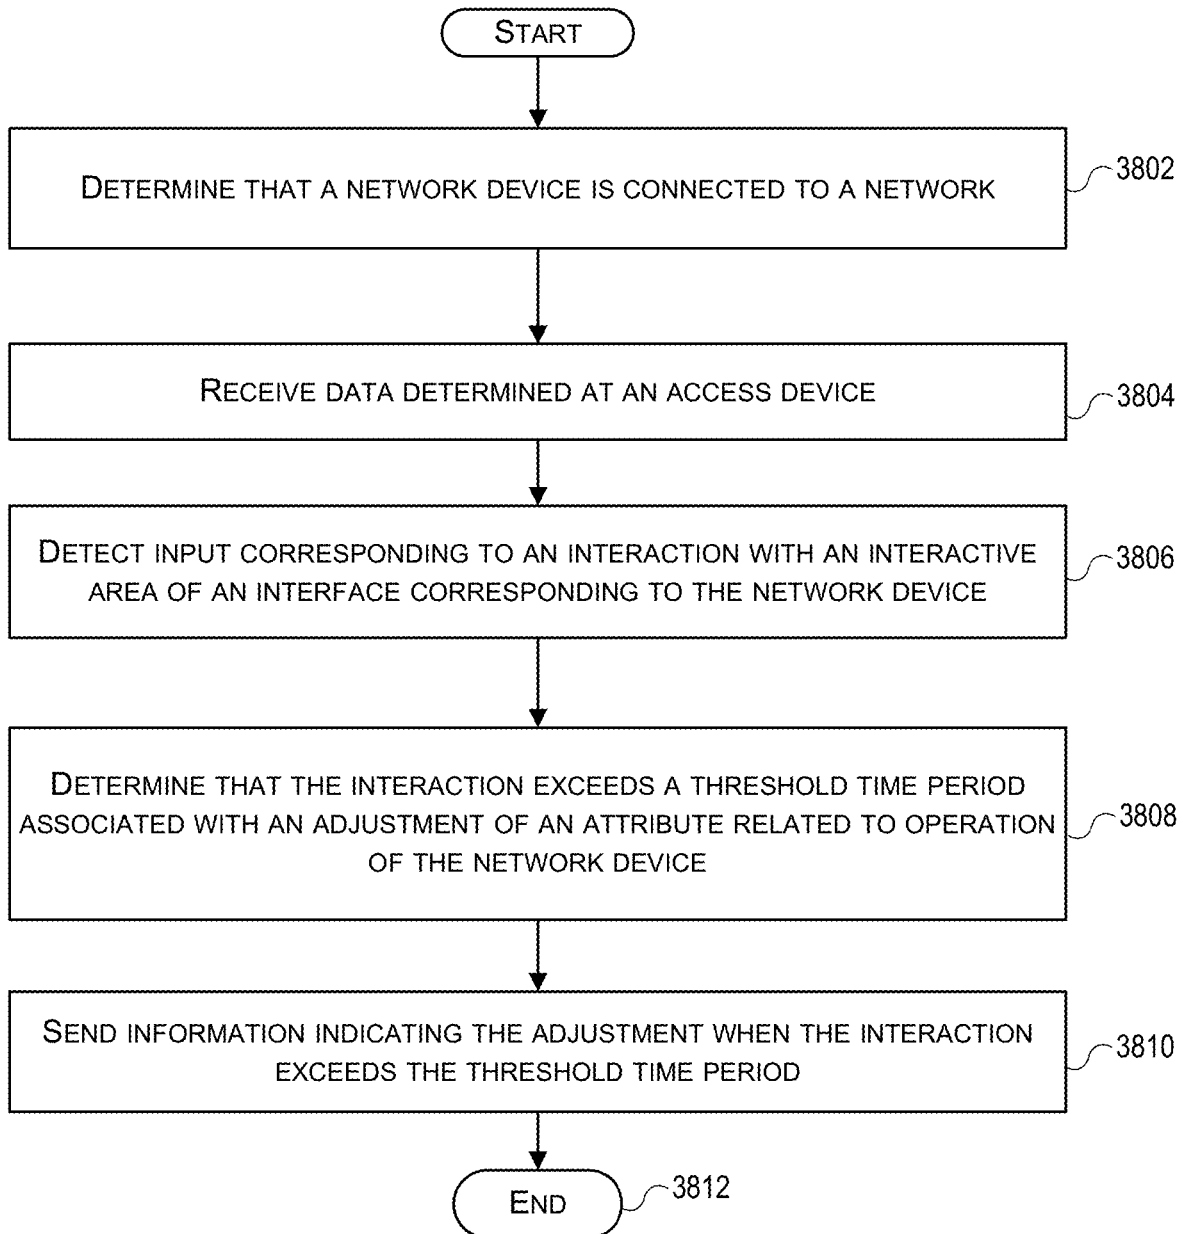 START
DETERMINE THAT A NETWORK DEVICE IS CONNECTED TO A NETWORK
3802
RECEIVE DATA DETERMINED AT AN ACCESS DEVICE
3804
DETECT INPUT CORRESPONDING TO AN INTERACTION WITH AN INTERACTIVE
AREA OF AN INTERFACE CORRESPONDING TO THE NETWORK DEVICE
3806
DETERMINE THAT THE INTERACTION EXCEEDS A THRESHOLD TIME PERIOD
ASSOCIATED WITH AN ADJUSTMENT OF AN ATTRIBUTE RELATED TO OPERATION
OF THE NETWORK DEVICE
3808
SEND INFORMATION INDICATING THE ADJUSTMENT WHEN THE INTERACTION
EXCEEDS THE THRESHOLD TIME PERIOD
3810
END
3812